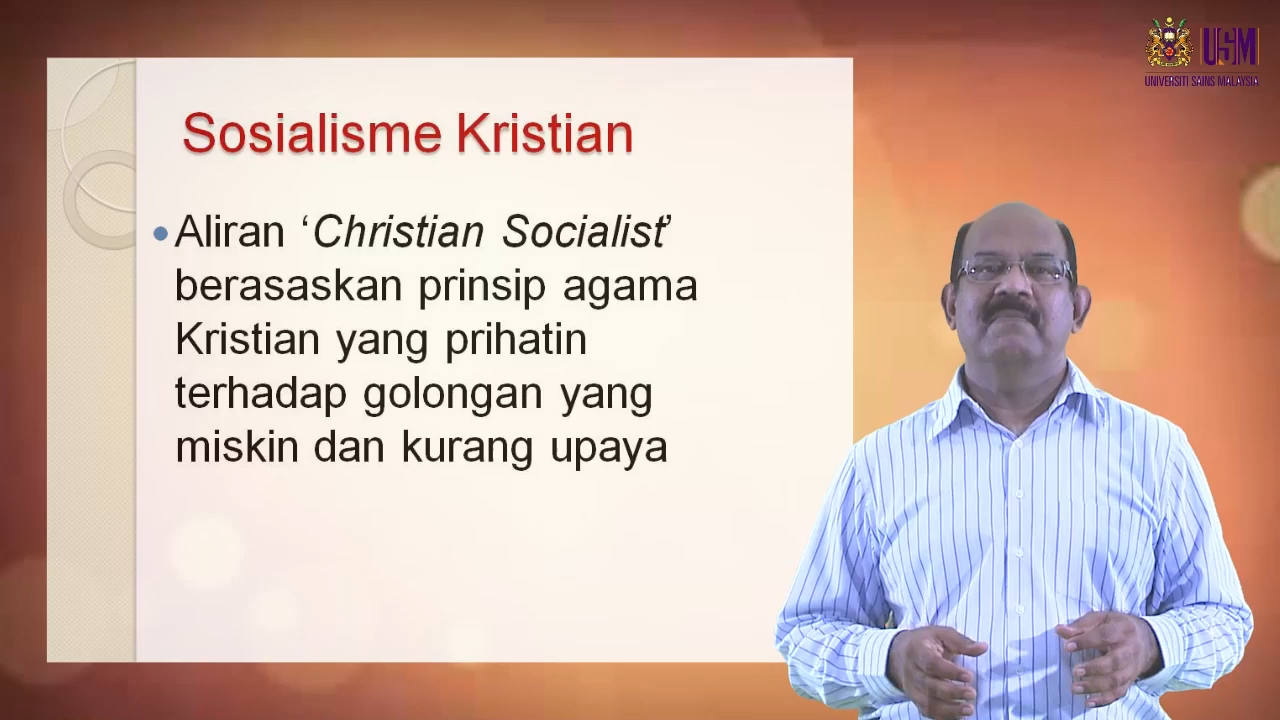 USM
UNIVERSITI SAINS MALAYSIA
Sosialisme Kristian
Aliran ‘Christian Socialist’
berasaskan prinsip agama
Kristian yang prihatin
terhadap golongan yang
miskin dan kurang upaya